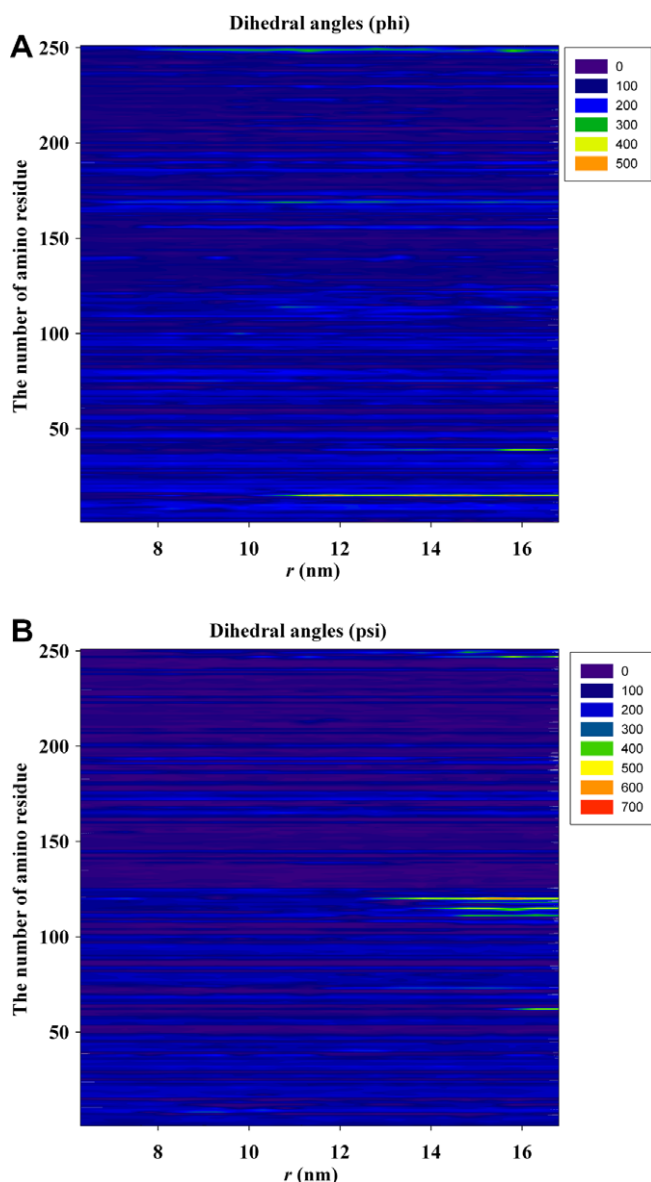 A
Dihedral angles (phi)
The number of amino residue
250
200
150
100
50
8 10 12 14 16
r (nm)
0
100
200
300
400
500
B
Dihedral angles (psi)
The number of amino residue
250
200
150
100
50
8 10 12 14 16
r (nm)
0
100
200
300
400
500
600
700